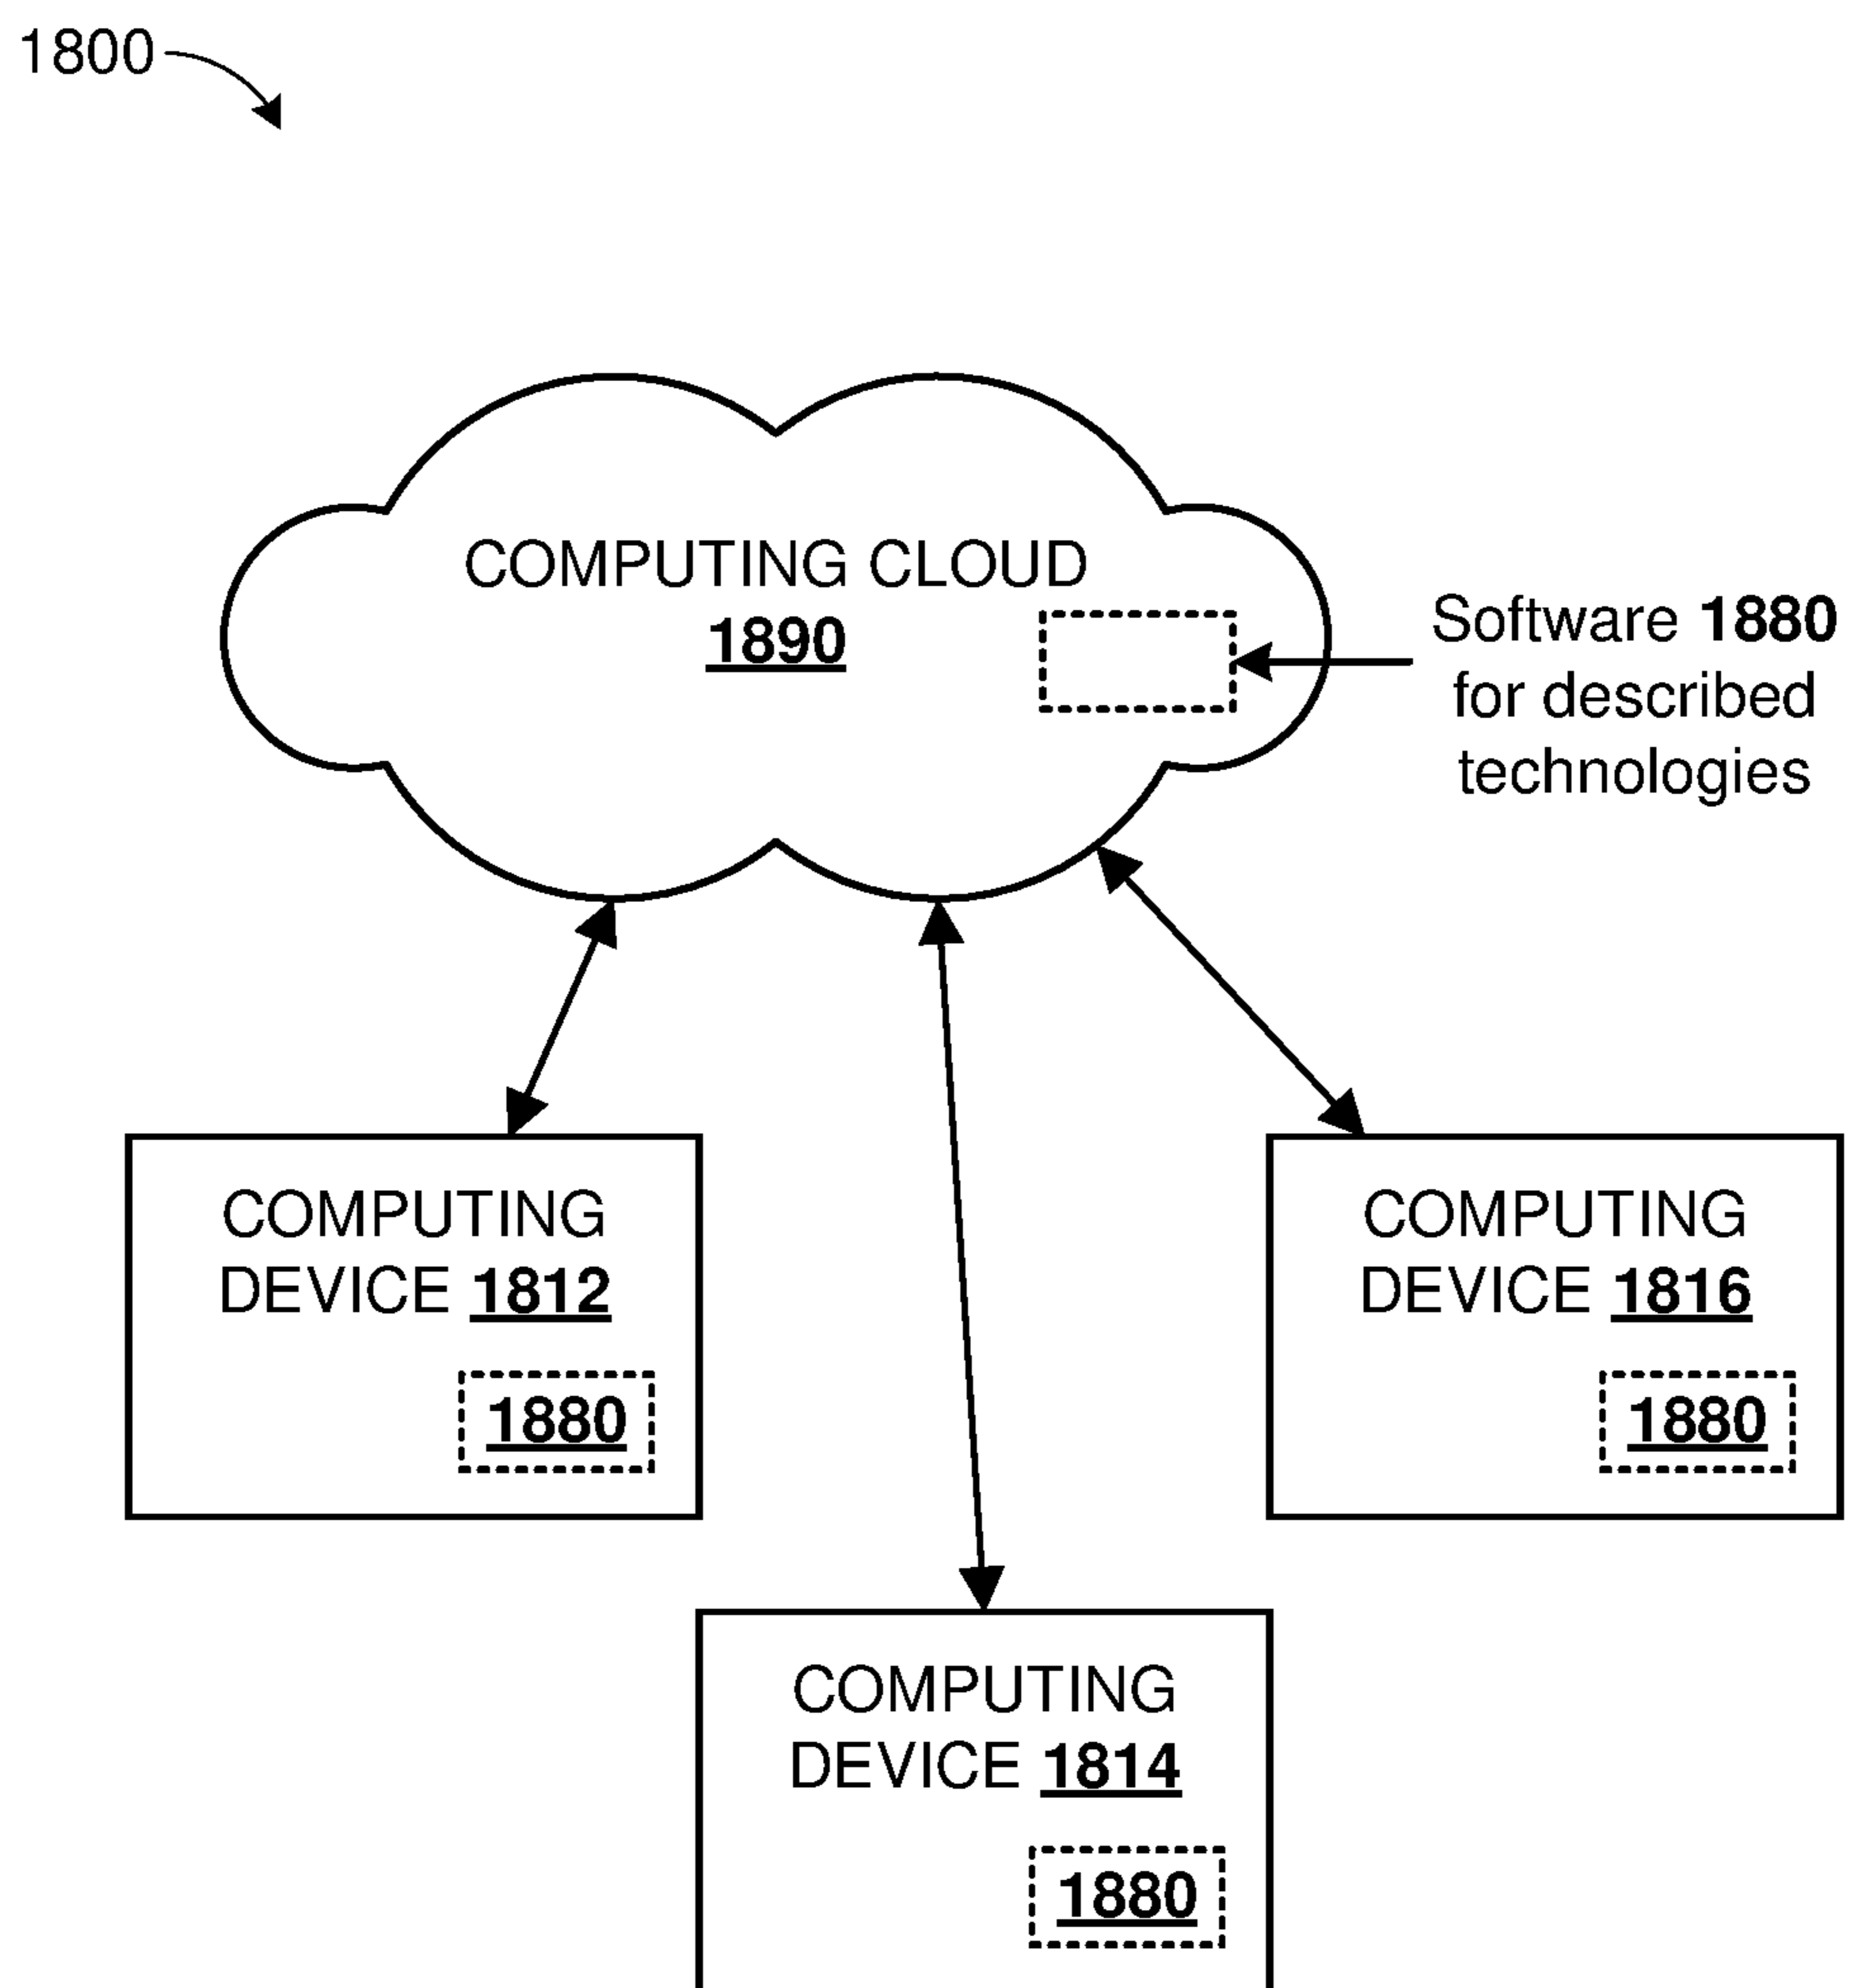 1800
COMPUTING CLOUD
1890
Software 1880
for described
technologies
COMPUTING
DEVICE 1812
1880
COMPUTING
DEVICE 1816
1880
COMPUTING
DEVICE 1814
1880